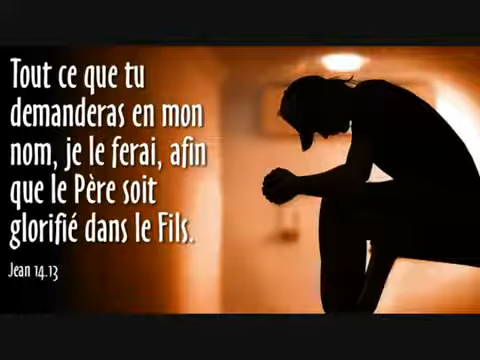 Tout ce que tu
demanderas en mon
nom, je le ferai, afin
que le Père soit
glorifié dans le Fils.
Jean 14.13